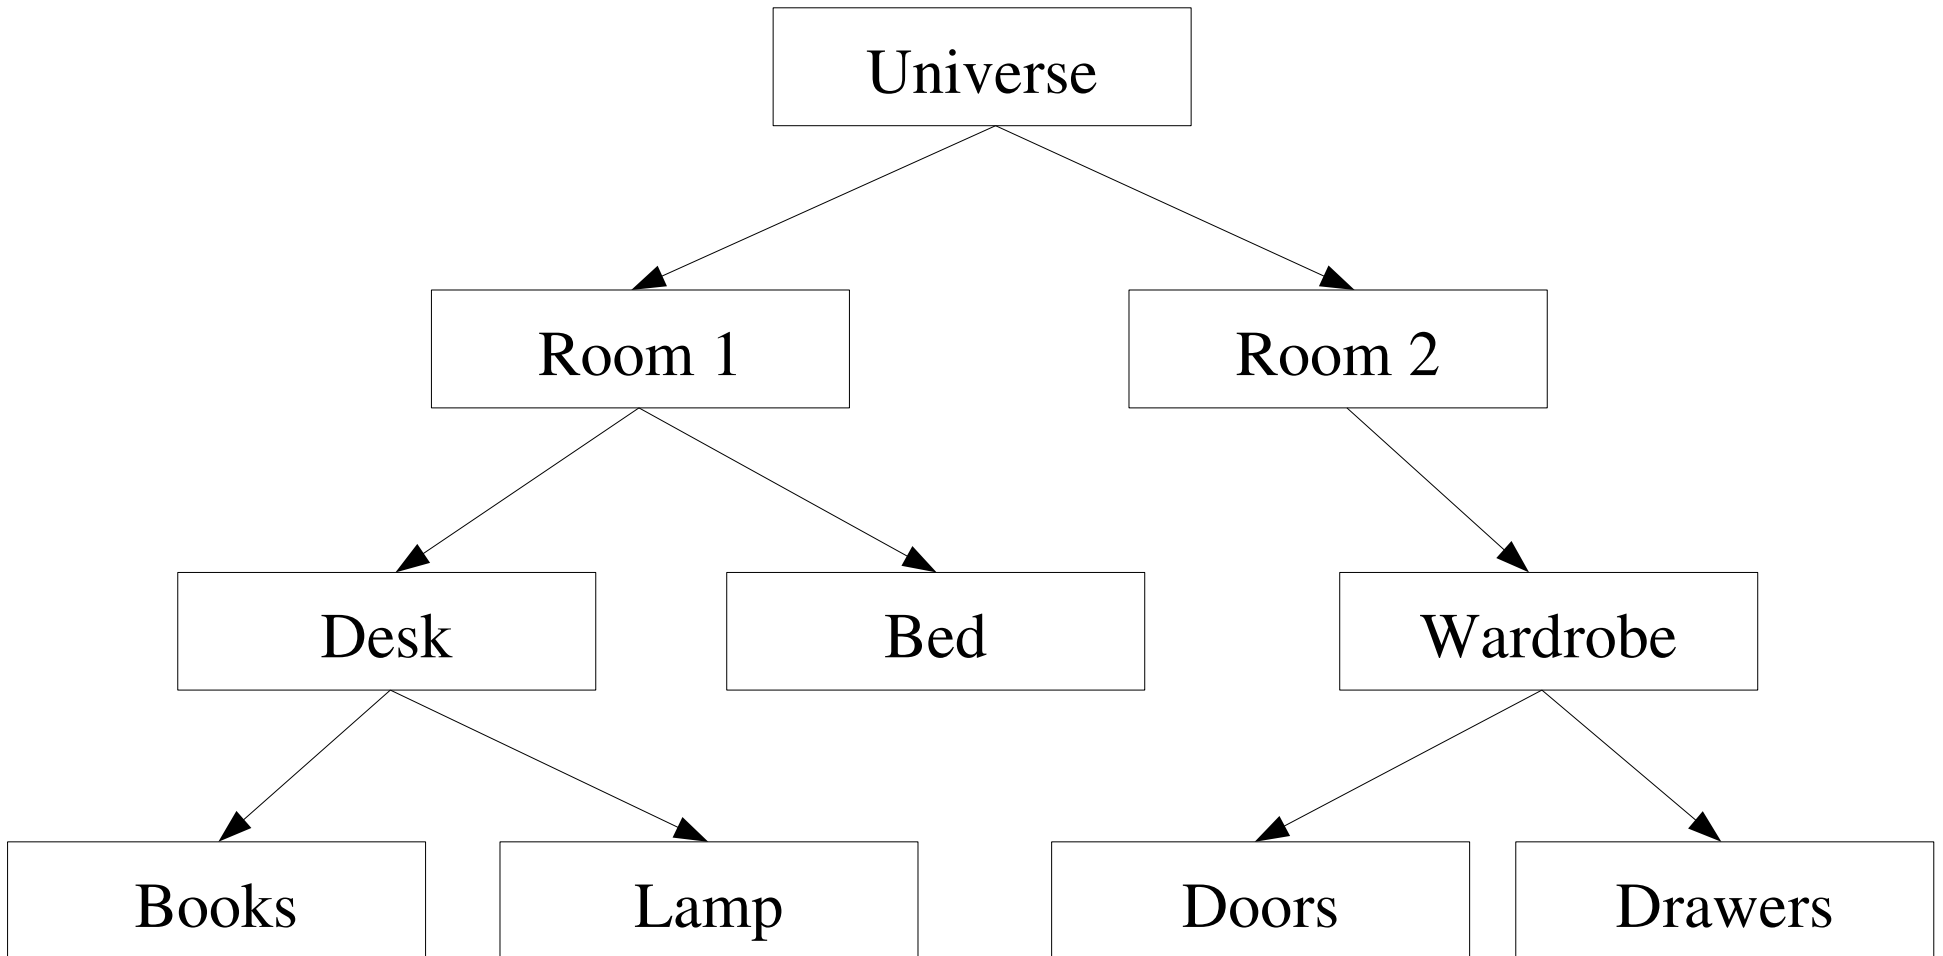 Universe
Room 1
Room 2
Desk
Bed
Wardrobe
Books
Lamp
Doors
Drawers